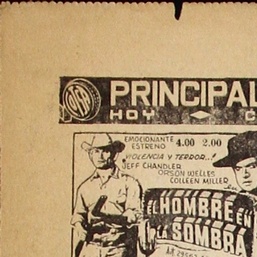 PRINCIPAL
HOY
EMOCIONANTE
ESTRENO
4.00 2.00
VIOLENCIA Y TERROR..!
JEFF CHANDLER
ORSON WELLES
COLLEEN MILLER
EL HOMBRE EN
LA SOMBRA